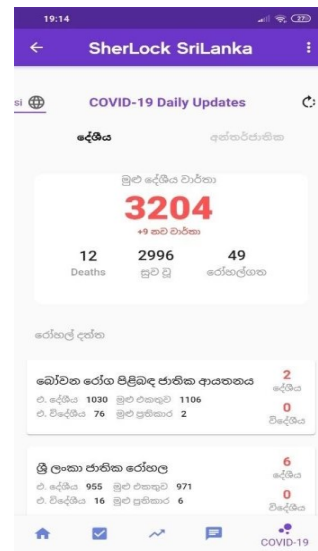 19:14
SherLock SriLanka
si
COVID-19 Daily Updates
දේශීය අන්තර්ජාතික
මුළු දේශීය වාර්තා
3204
+9 නව වාර්තා
12 2996 49
Deaths සුව වූ රෝහල්ගත
රෝහල් දත්ත
බෝවන රෝග පිළිබඳ ජාතික ආයතනය 2
දේශීය
එ. දේශීය 1030 මුළු එකතුව 1106
0
එ. විදේශීය 76 මුළු ප්‍රතිකාර 2
විදේශීය
ශ්‍රී ලංකා ජාතික රෝහල 6
දේශීය
එ. දේශීය 955 මුළු එකතුව 971
0
එ. විදේශීය 16 මුළු ප්‍රතිකාර 6
විදේශීය
COVID-19